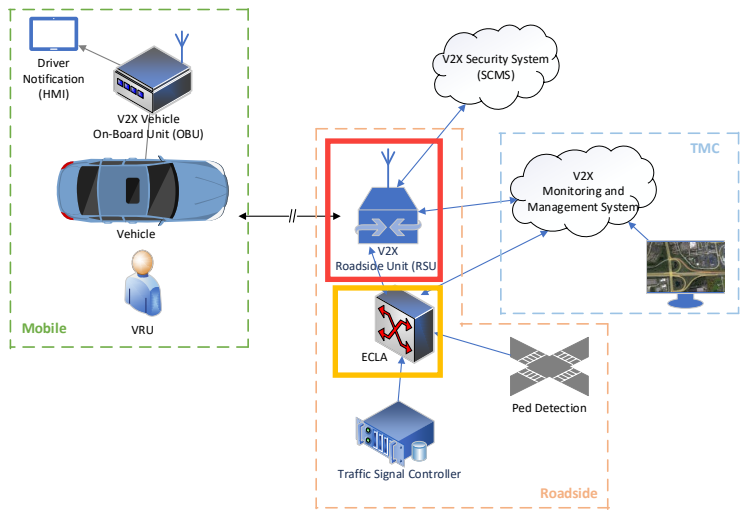 Driver
Notification
(HMI)
V2X Vehicle
On-Board Unit (OBU)
Vehicle
VRU
Mobile
V2X Security System
(SCMS)
TMC
V2X
Monitoring and
Management System
V2X
Roadside Unit (RSU
ECLA
Ped Detection
Traffic Signal Controller
Roadside